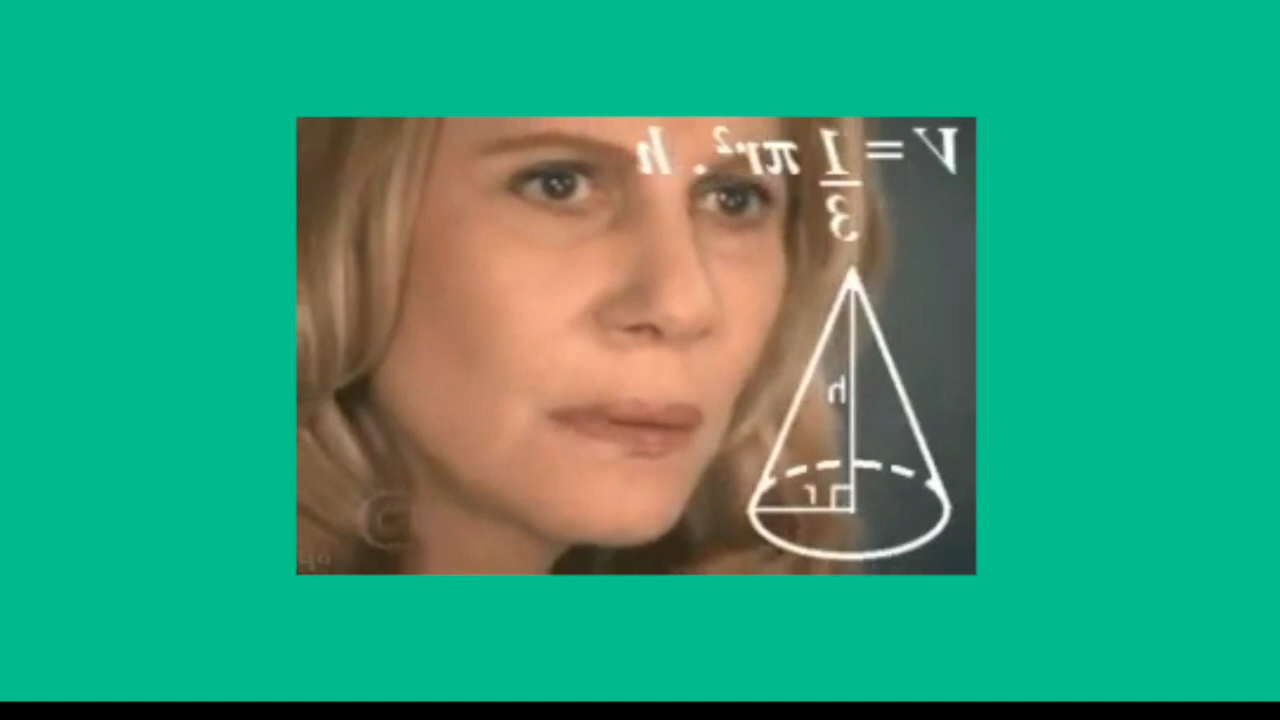 V = 1/3 πr² . h
h
r